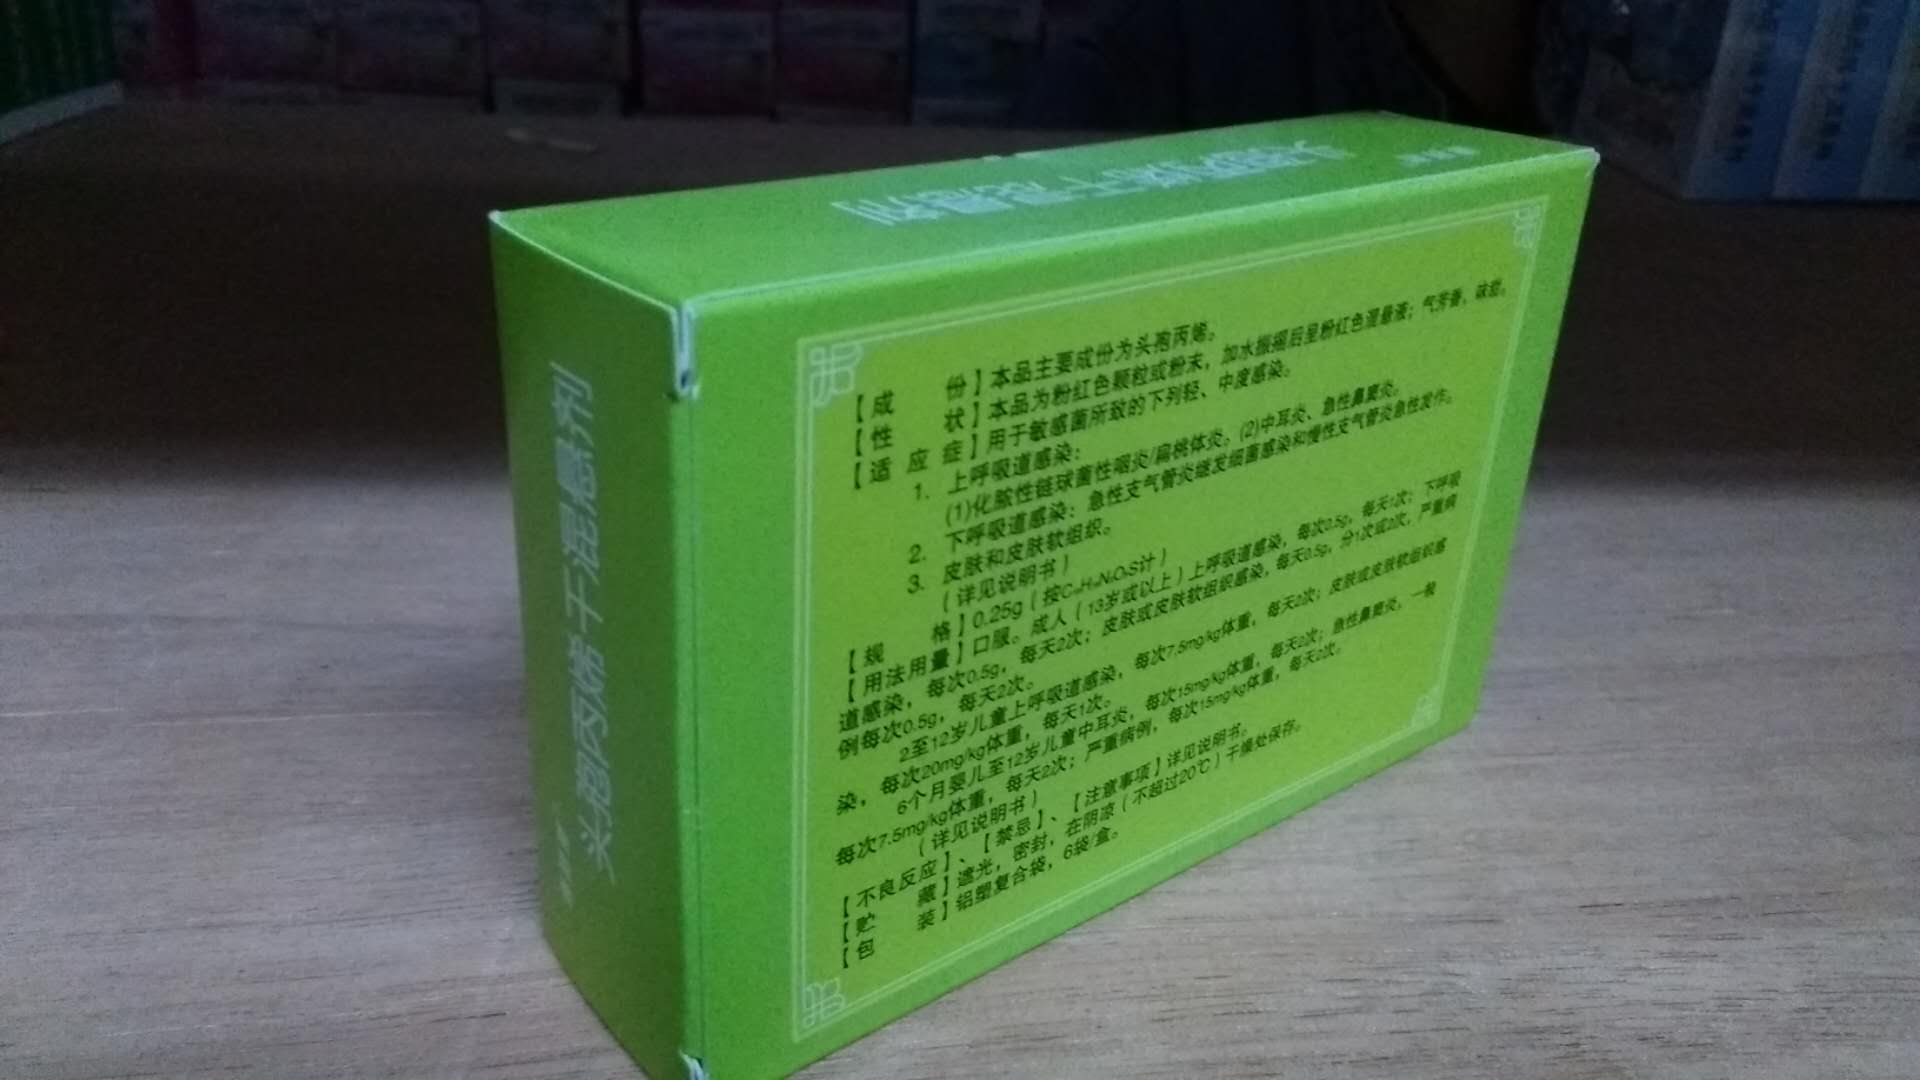 头孢丙烯干混悬剂
头孢丙烯干混悬剂
【成份】本品主要成份为头孢丙烯。
【性状】本品为粉红色颗粒或粉末，加水振摇后呈粉红色混悬液；气芳香，味甜。
【适应症】用于敏感菌所致的下列轻、中度感染。
1. 上呼吸道感染：
(1)化脓性链球菌性咽炎/扁桃体炎。(2)中耳炎、急性鼻窦炎。
2. 下呼吸道感染：急性支气管炎继发细菌感染和慢性支气管炎急性发作。
3. 皮肤和皮肤软组织。
（详见说明书）
【规格】0.25g（按C₁₈H₁₉N₃O₅S计）
【用法用量】口服。成人（13岁或以上）上呼吸道感染，每次0.5g，每天1次；下呼吸
道感染，每次0.5g，每天2次；皮肤或皮肤软组织感染，每天0.5g，分1次或2次，严重病
例每次0.5g，每天2次。
2至12岁儿童上呼吸道感染，每次7.5mg/kg体重，每天2次；皮肤或皮肤软组织感
染，每次20mg/kg体重，每天1次。
6个月婴儿至12岁儿童中耳炎，每次15mg/kg体重，每天2次；急性鼻窦炎，一般
每次7.5mg/kg体重，每天2次；严重病例，每次15mg/kg体重，每天2次。
（详见说明书）
【不良反应】、【禁忌】、【注意事项】详见说明书。
【贮藏】遮光，密封，在阴凉（不超过20℃）干燥处保存。
【包装】铝塑复合袋，6袋/盒。